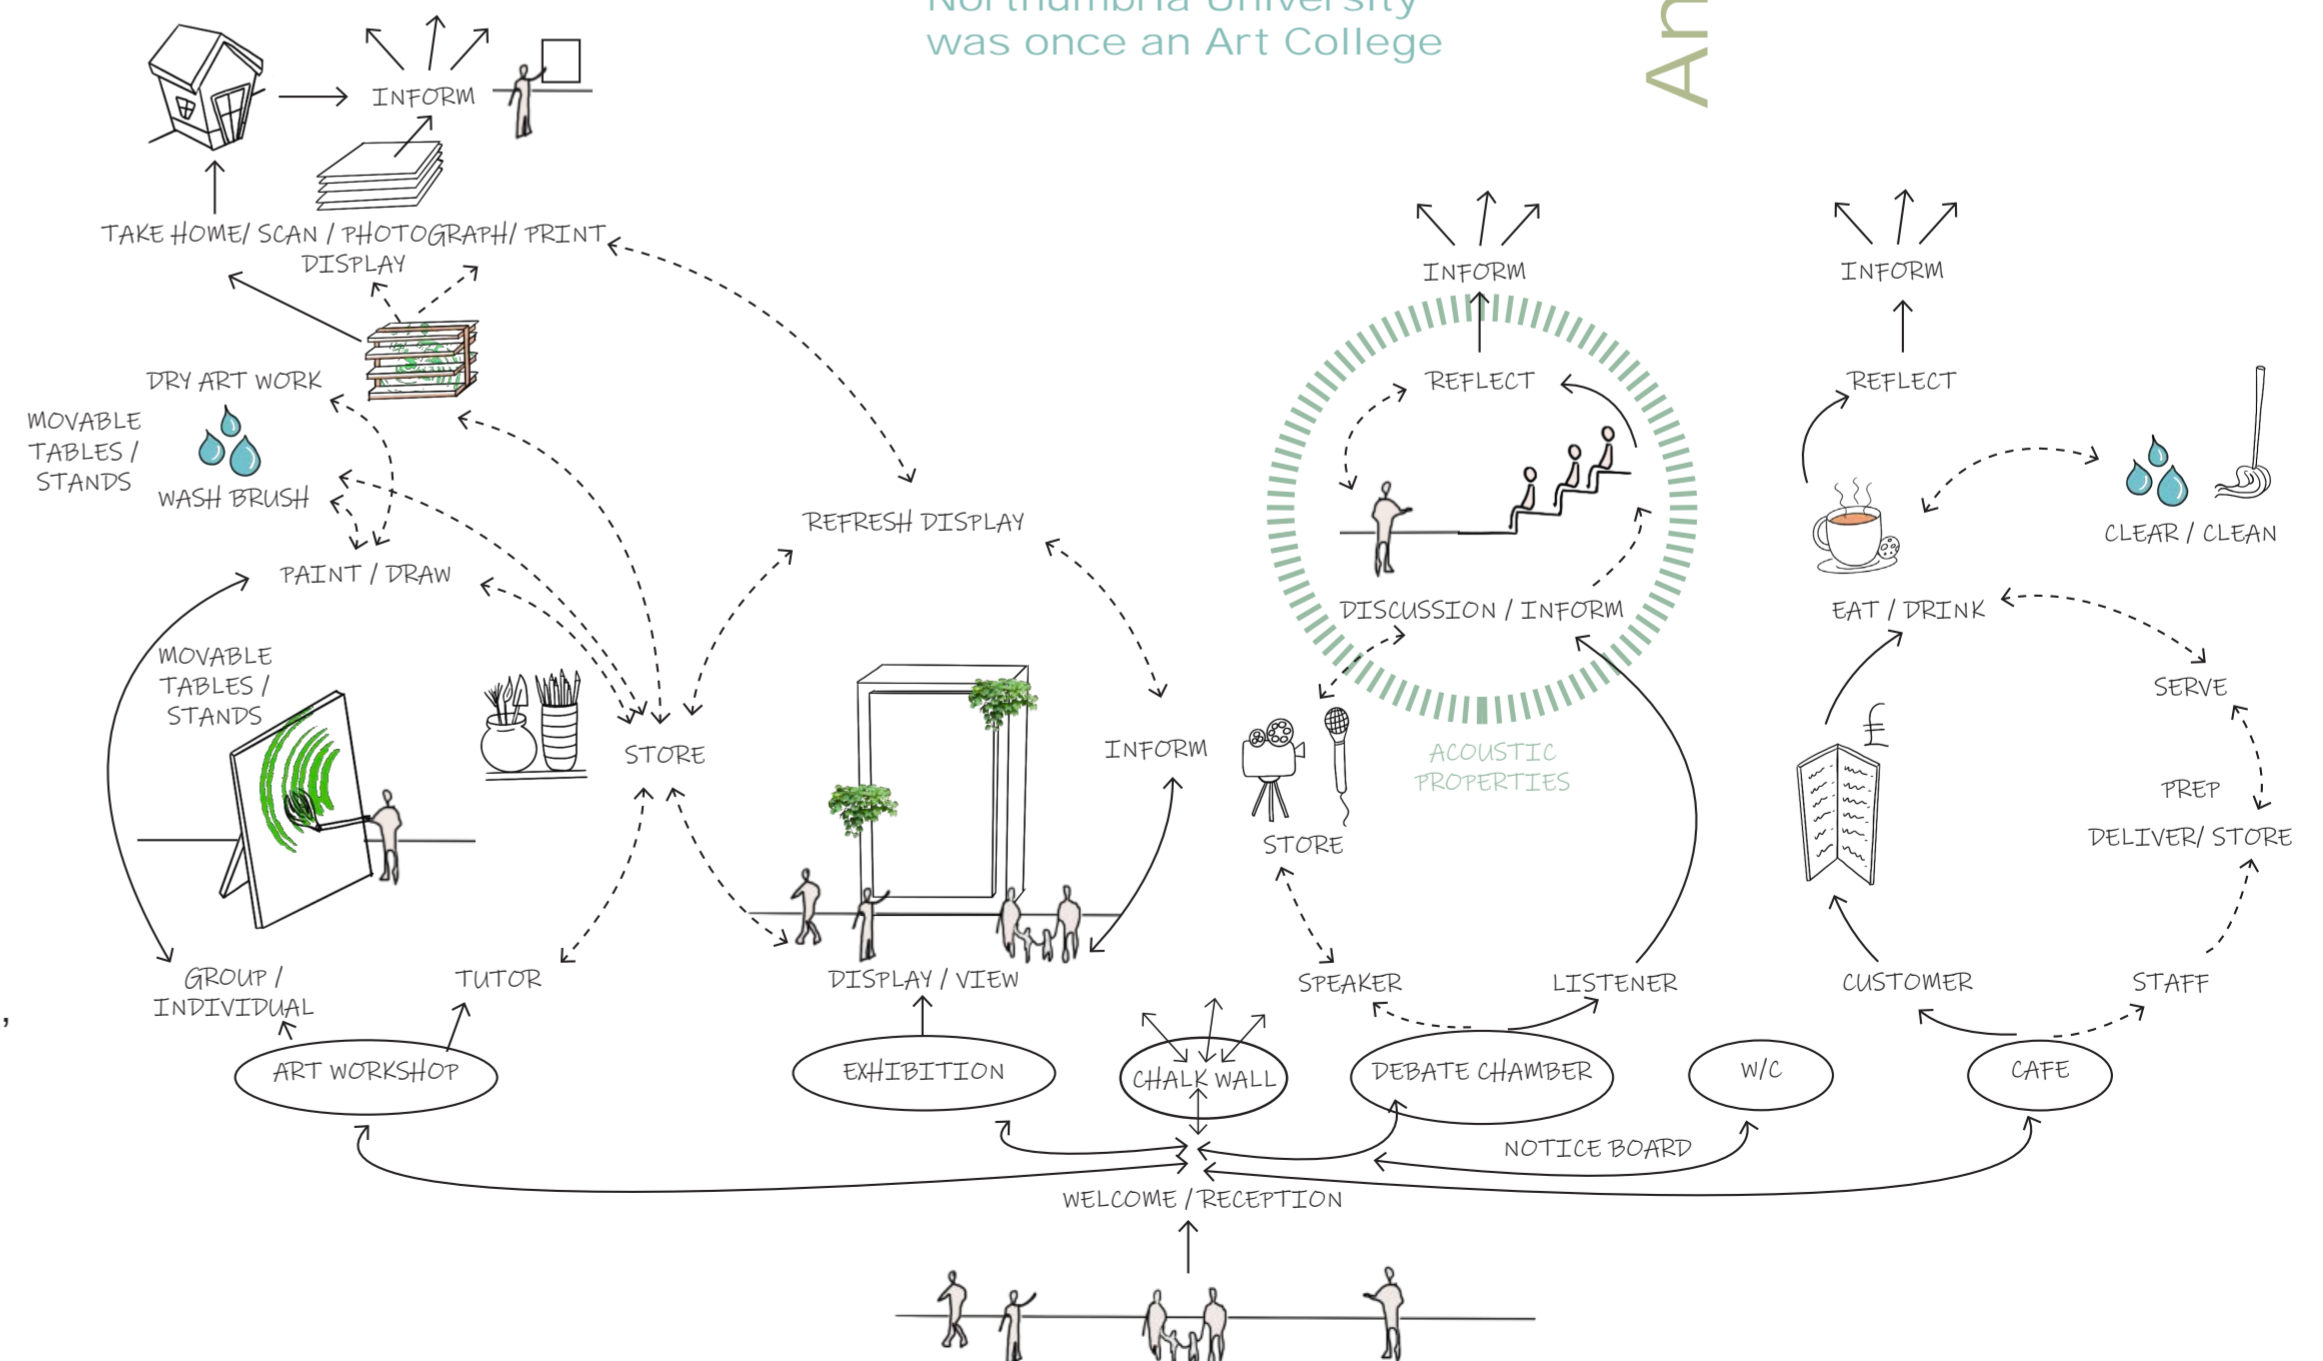 Northumbria University
was once an Art College
An
INFORM
TAKE HOME/ SCAN / PHOTOGRAPH/ PRINT
DISPLAY
DRY ART WORK
MOVABLE
TABLES /
STANDS
WASH BRUSH
PAINT / DRAW
MOVABLE
TABLES /
STANDS
STORE
GROUP /
INDIVIDUAL
TUTOR
ART WORKSHOP
REFRESH DISPLAY
INFORM
DISPLAY / VIEW
EXHIBITION
CHALK WALL
INFORM
REFLECT
DISCUSSION / INFORM
ACOUSTIC
PROPERTIES
STORE
SPEAKER
LISTENER
DEBATE CHAMBER
W/C
NOTICE BOARD
INFORM
REFLECT
CLEAR / CLEAN
EAT / DRINK
SERVE
£
PREP
DELIVER/ STORE
CUSTOMER
STAFF
CAFE
WELCOME / RECEPTION
,